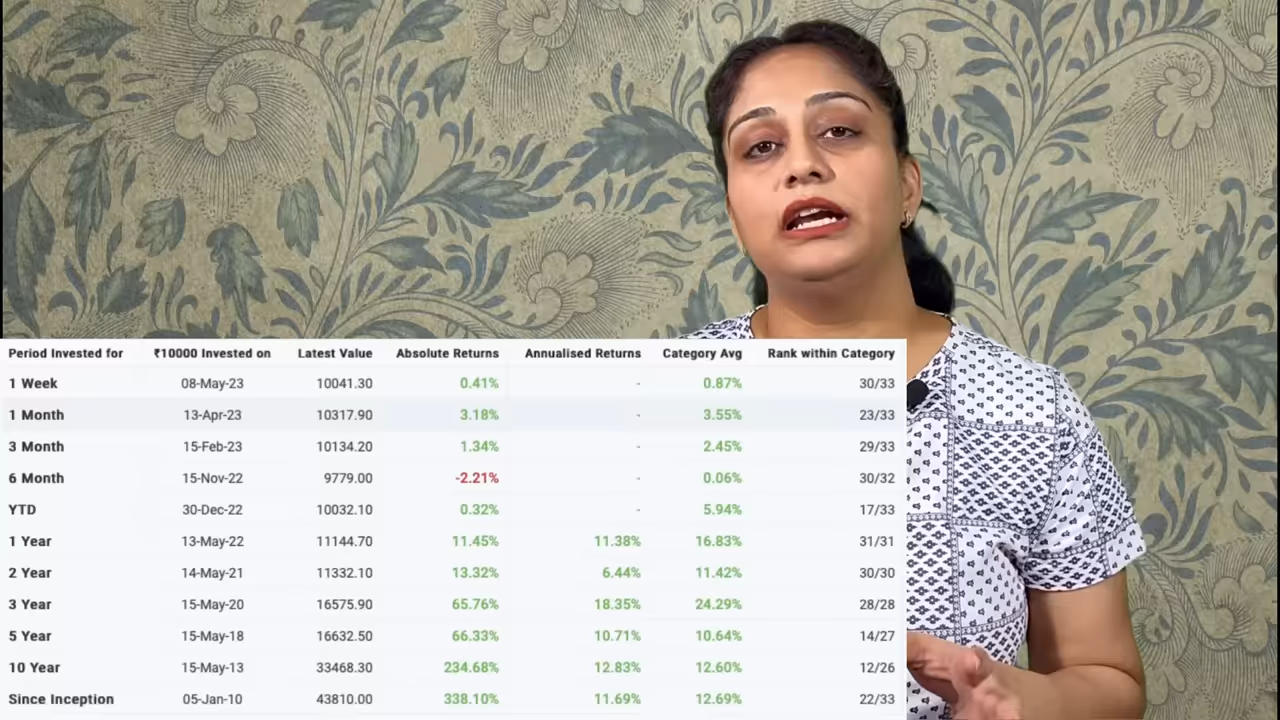 Period Invested for ₹10000 Invested on Latest Value Absolute Returns Annualised Returns Category Avg Rank within Category
1 Week 08-May-23 10041.30 0.41% - 0.87% 30/33
1 Month 13-Apr-23 10317.90 3.18% - 3.55% 23/33
3 Month 15-Feb-23 10134.20 1.34% - 2.45% 29/33
6 Month 15-Nov-22 9779.00 -2.21% - 0.06% 30/32
YTD 30-Dec-22 10032.10 0.32% - 5.94% 17/33
1 Year 13-May-22 11144.70 11.45% 11.38% 16.83% 31/31
2 Year 14-May-21 11332.10 13.32% 6.44% 11.42% 30/30
3 Year 15-May-20 16575.90 65.76% 18.35% 24.29% 28/28
5 Year 15-May-18 16632.50 66.33% 10.71% 10.64% 14/27
10 Year 15-May-13 33468.30 234.68% 12.83% 12.60% 12/26
Since Inception 05-Jan-10 43810.00 338.10% 11.69% 12.69% 22/33